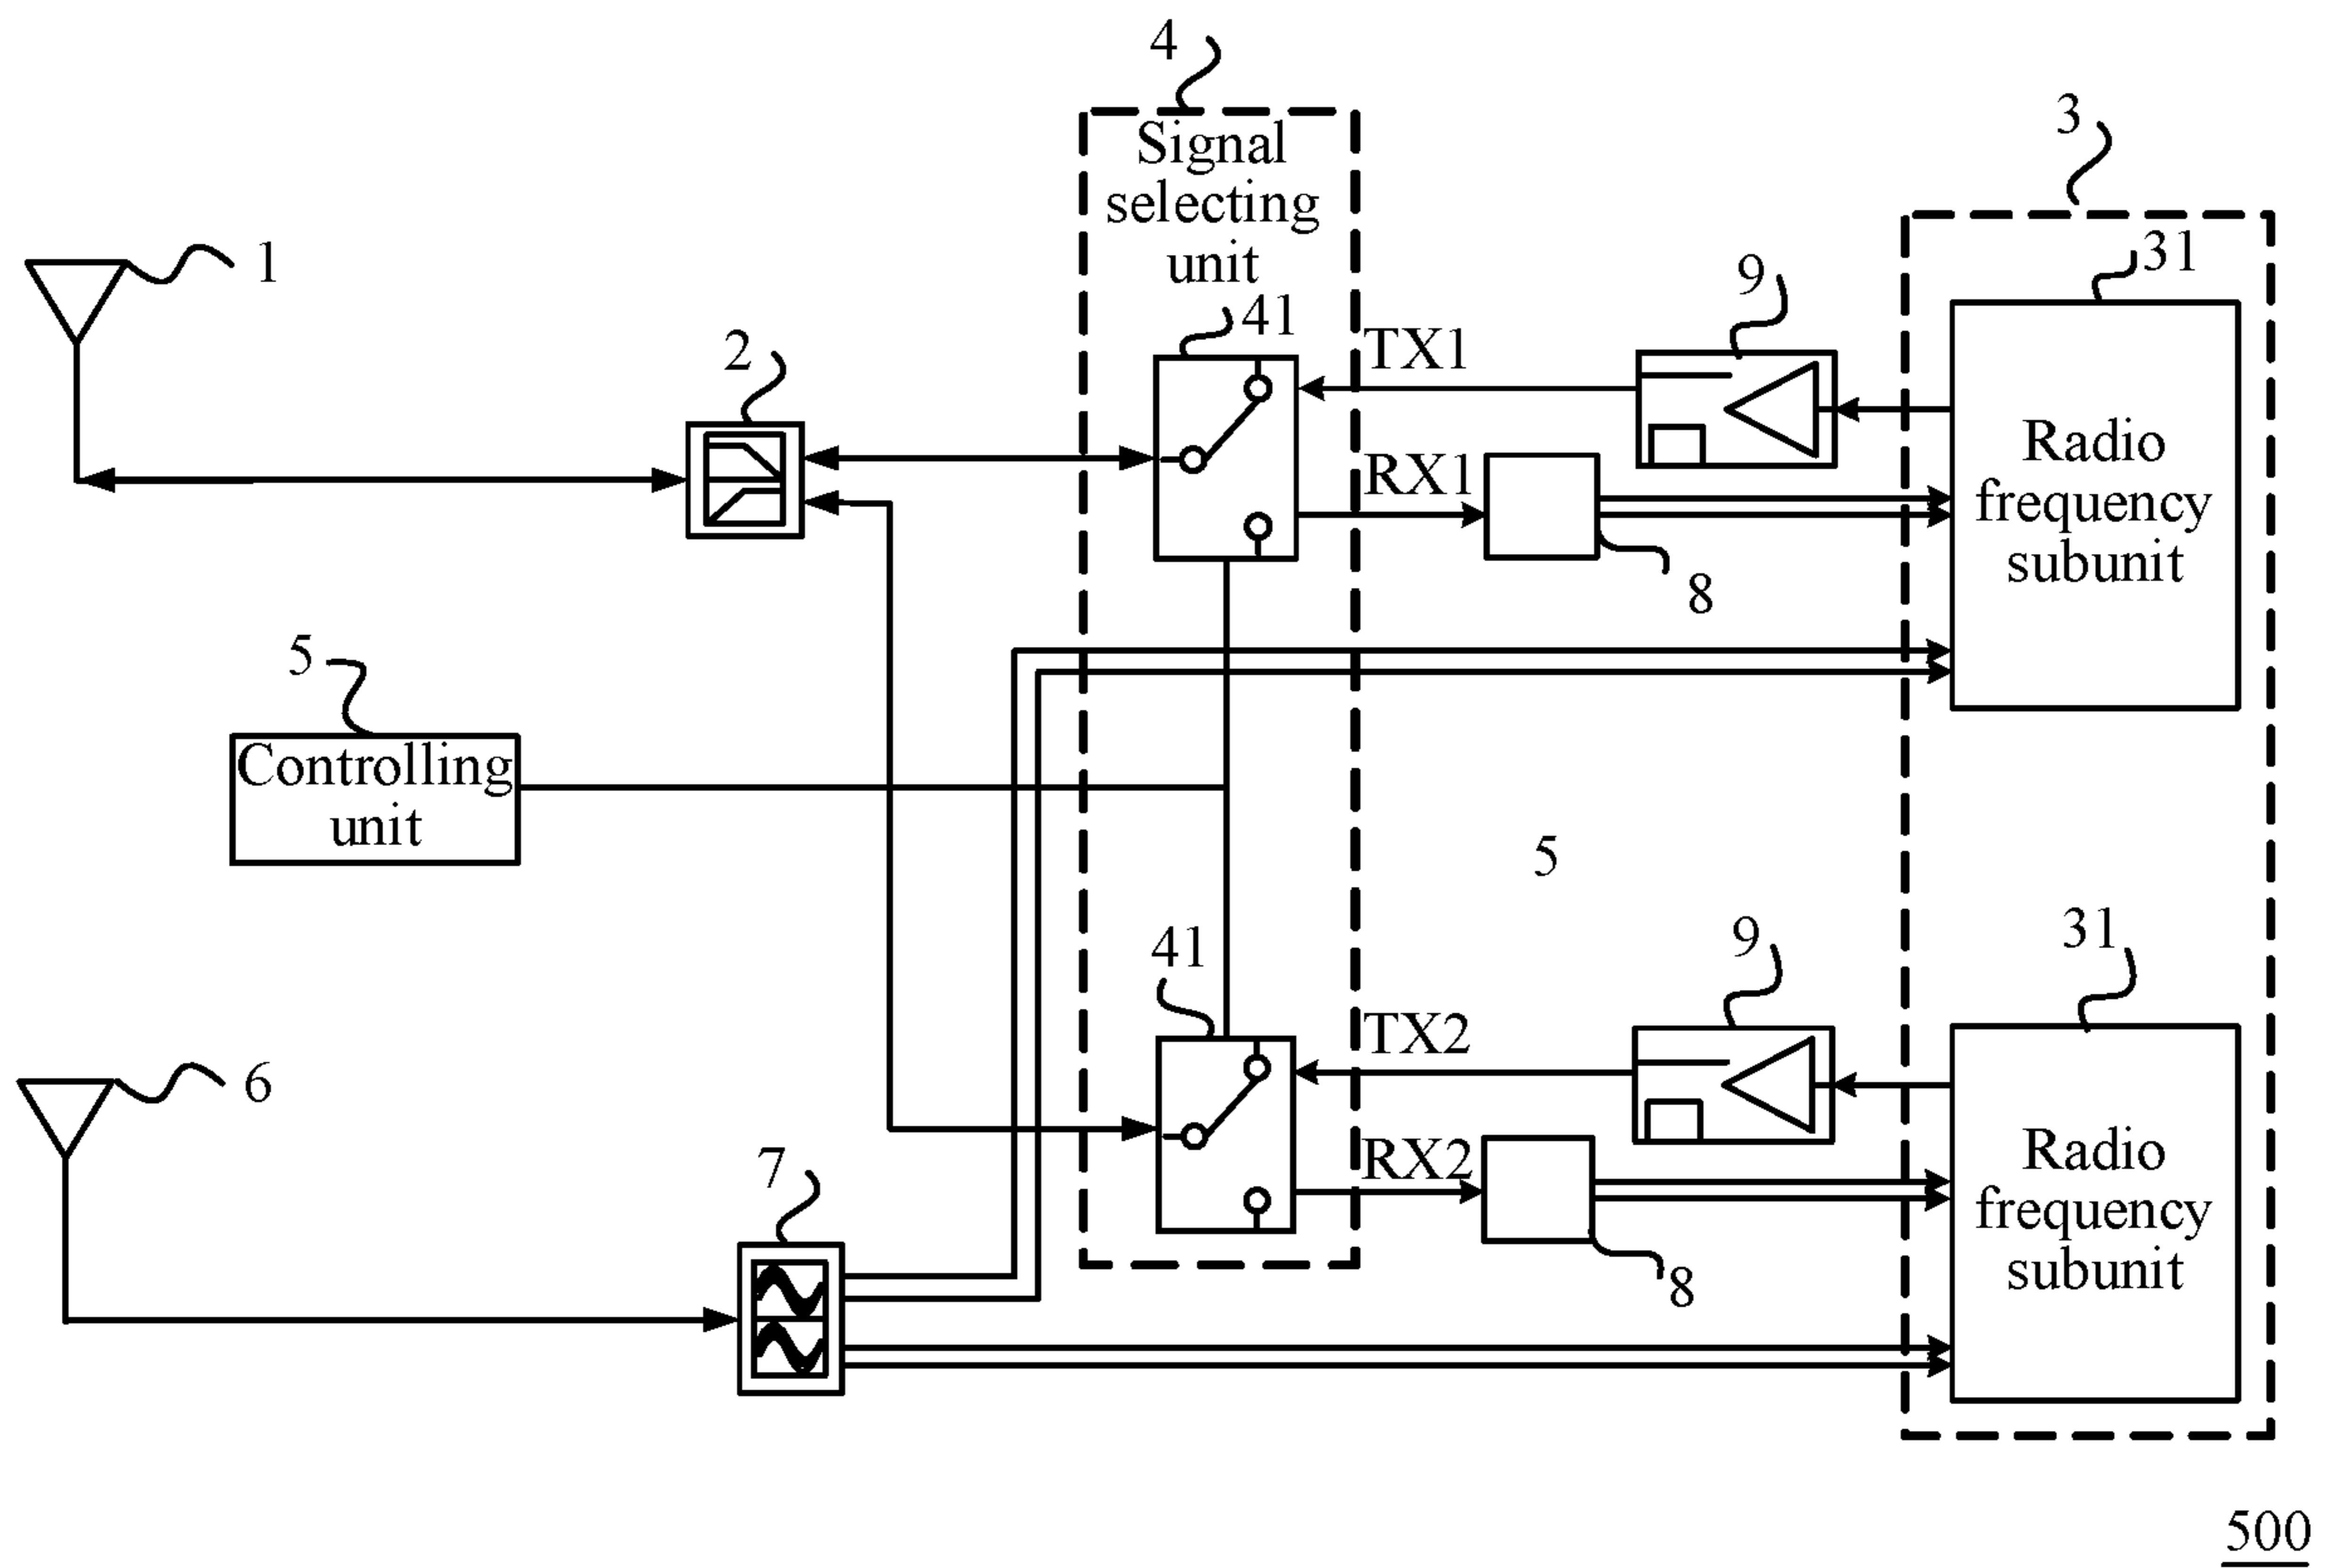 4
Signal
selecting
unit
3
31
1
2
41
TX1
9
Radio
frequency
subunit
RX1
8
5
Controlling
unit
5
41
TX2
9
31
6
7
RX2
8
Radio
frequency
subunit
500